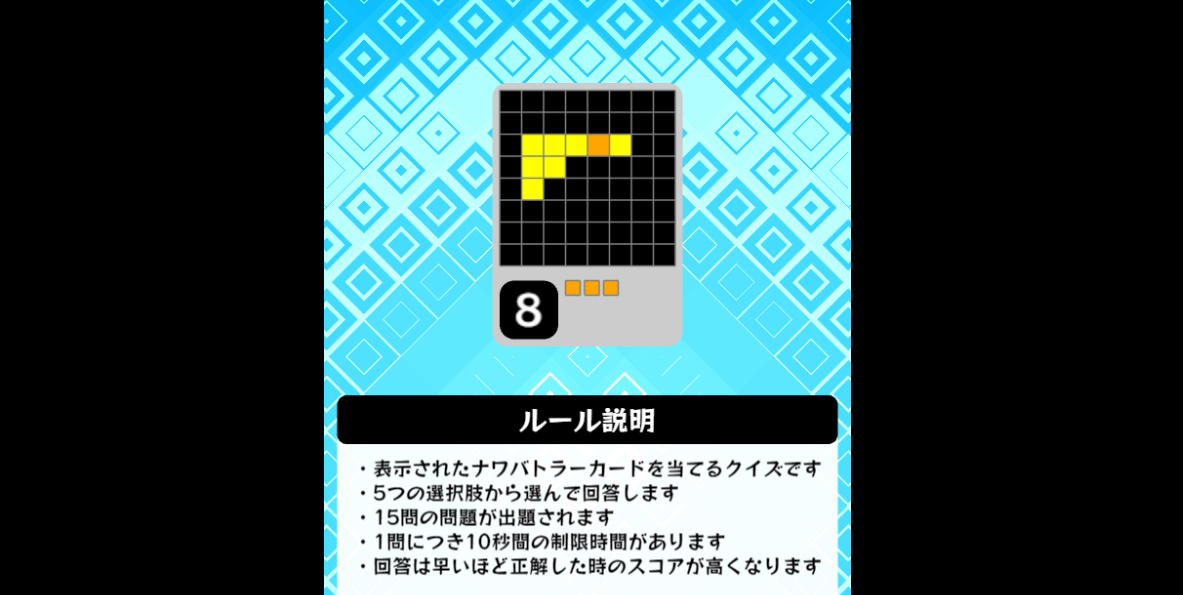 8
ルール説明
・表示されたナワバトラーカードを当てるクイズです
・5つの選択肢から選んで回答します
・15問の問題が出題されます
・1問につき10秒間の制限時間があります
・回答は早いほど正解した時のスコアが高くなります